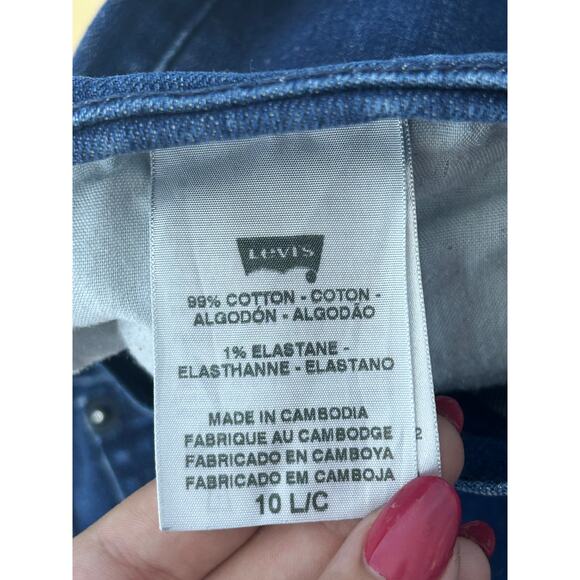 Levi's
99% COTTON - COTON -
ALGODÓN - ALGODÃO
1% ELASTANE -
ELASTHANNE - ELASTANO
MADE IN CAMBODIA
FABRIQUE AU CAMBODGE
FABRICADO EN CAMBOYA
FABRICADO EM CAMBOJA
10 L/C
2